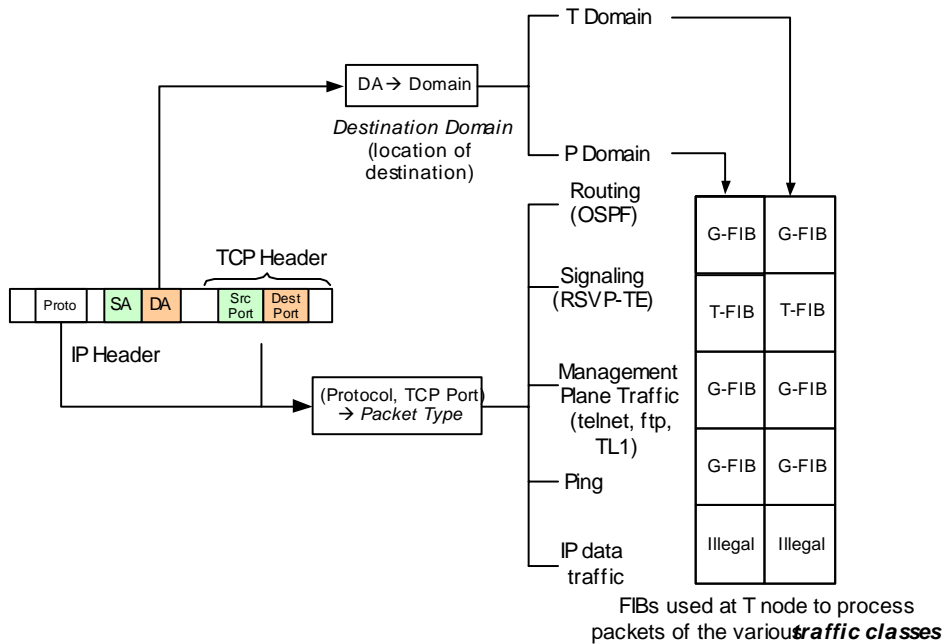 T Domain
DA → Domain
Destination Domain
(location of
destination)
P Domain
Routing
(OSPF)
G-FIB G-FIB
TCP Header
Signaling
(RSVP-TE)
Proto SA DA Src Port Dest Port
T-FIB T-FIB
IP Header
Management
Plane Traffic
(telnet, ftp,
TL1)
G-FIB G-FIB
(Protocol, TCP Port)
→ Packet Type
Ping
G-FIB G-FIB
IP data
traffic
Illegal Illegal
FIBs used at T node to process
packets of the various traffic classes